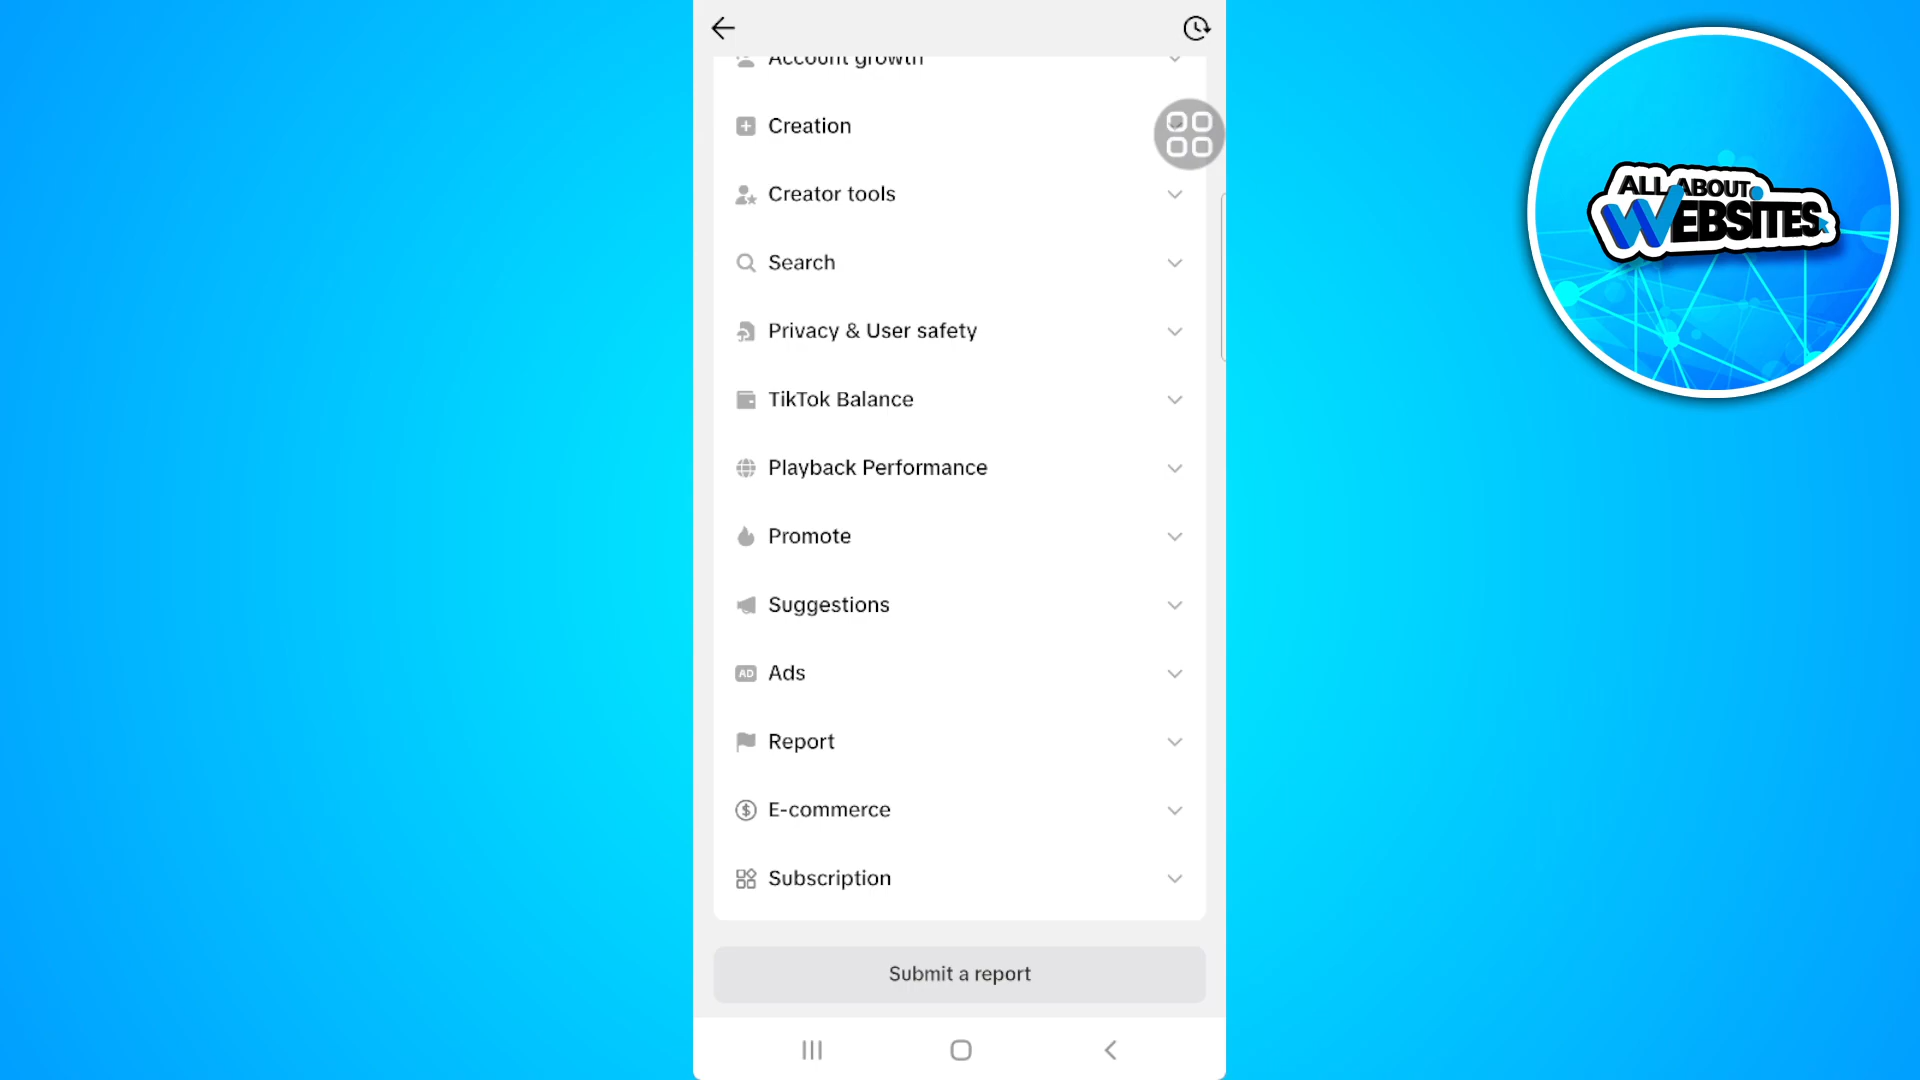 Account growth
Creation
Creator tools
Search
Privacy & User safety
TikTok Balance
Playback Performance
Promote
Suggestions
AD Ads
Report
E-commerce
Subscription
Submit a report
ALL ABOUT
WEBSITES